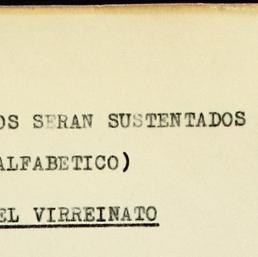 OS SERAN SUSTENTADOS
ALFABETICO)
EL VIRREINATO